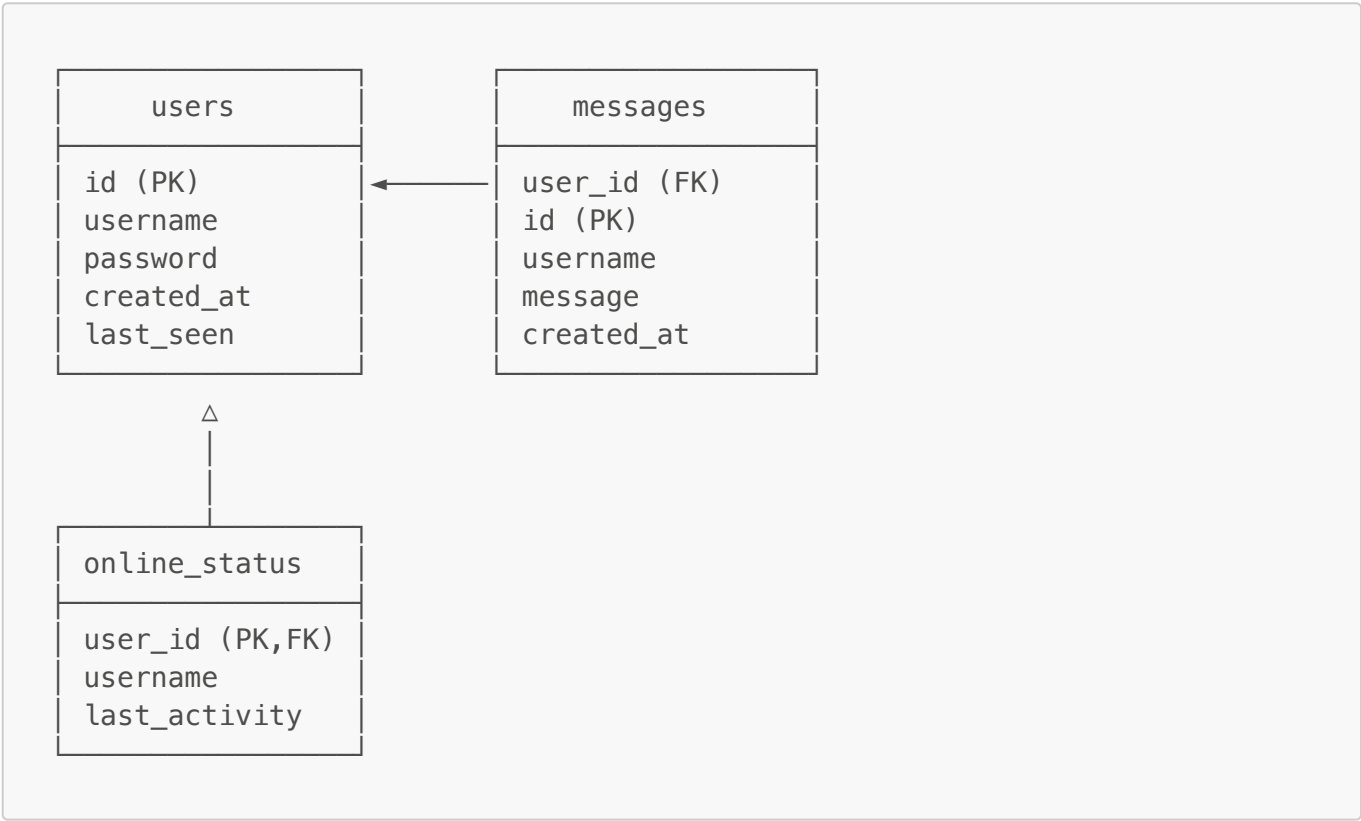 users
id (PK)
username
password
created_at
last_seen
messages
user_id (FK)
id (PK)
username
message
created_at
online_status
user_id (PK,FK)
username
last_activity